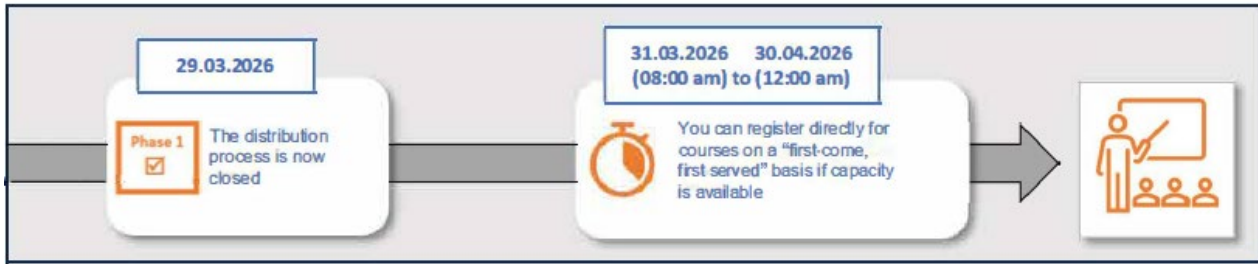 29.03.2026
Phase 1
The distribution
process is now
closed
31.03.2026 30.04.2026
(08:00 am) to (12:00 am)
You can register directly for
courses on a “first-come,
first served” basis if capacity
is available